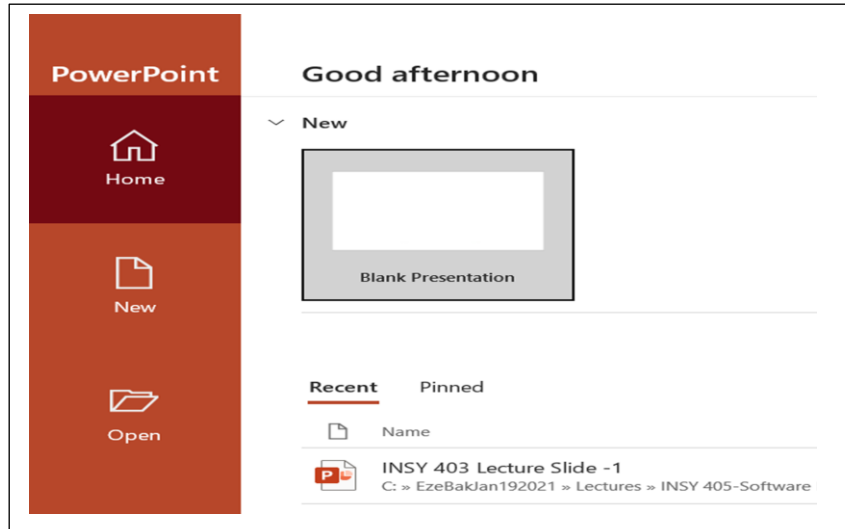 PowerPoint
Good afternoon
Home
New
Blank Presentation
New
Open
Recent Pinned
Name
INSY 403 Lecture Slide -1
C: » EzeBakJan192021 » Lectures » INSY 405-Software